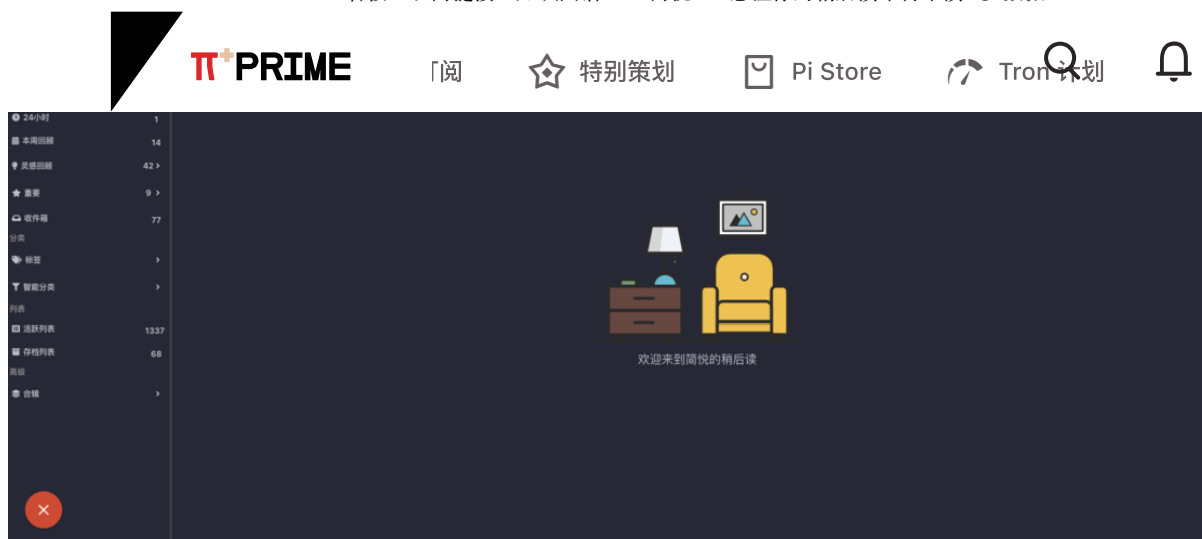 π+PRIME 阅 特别策划 Pi Store Tron 计划
24小时 1
本周回顾 14
灵感回顾 42
重要 9
收件箱 77
分类
标签
智能分类
列表
活跃列表 1337
存档列表 68
高级
合辑
欢迎来到简悦的稍后读